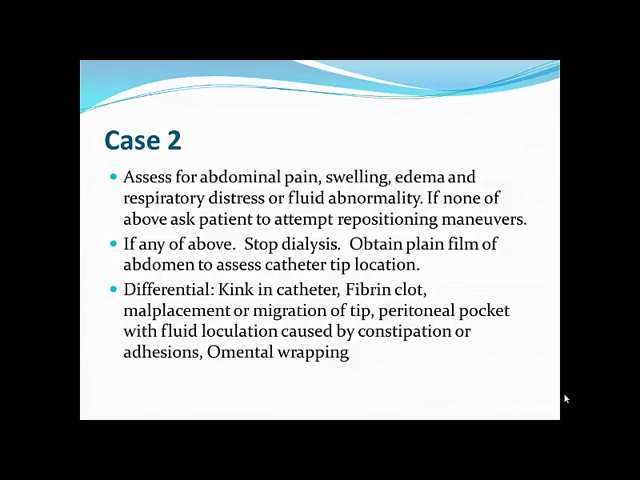 Case 2
Assess for abdominal pain, swelling, edema and
respiratory distress or fluid abnormality. If none of
above ask patient to attempt repositioning maneuvers.
If any of above.  Stop dialysis.  Obtain plain film of
abdomen to assess catheter tip location.
Differential: Kink in catheter, Fibrin clot,
malplacement or migration of tip, peritoneal pocket
with fluid loculation caused by constipation or
adhesions, Omental wrapping